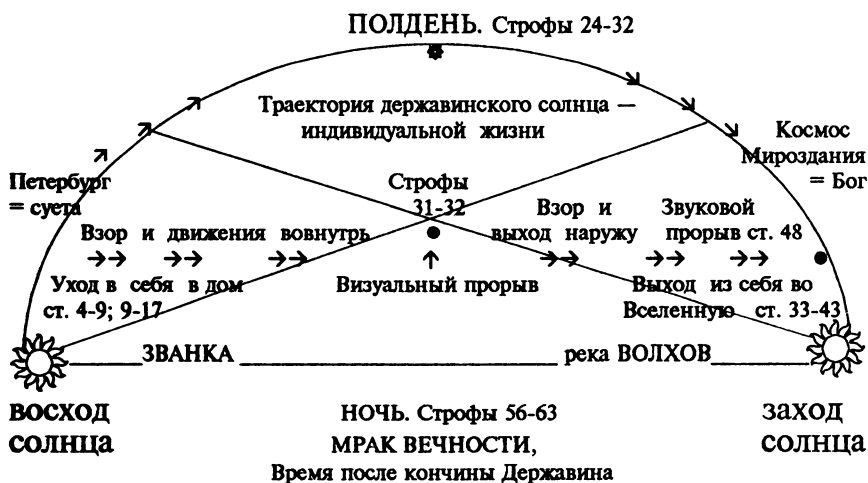 ПОЛДЕНЬ. Строфы 24-32
Траектория державинского солнца —
индивидуальной жизни
Космос
Мироздания
= Бог
Петербург
= суета
Строфы
31-32
Взор и движения вовнутрь
Взор и
выход наружу
Звуковой
прорыв ст. 48
Уход в себя в дом
ст. 4-9; 9-17
Визуальный прорыв
Выход из себя во
Вселенную ст. 33-43
ЗВАНКА
река ВОЛХОВ
ВОСХОД
СОЛНЦА
НОЧЬ. Строфы 56-63
МРАК ВЕЧНОСТИ,
Время после кончины Державина
ЗАХОД
СОЛНЦА